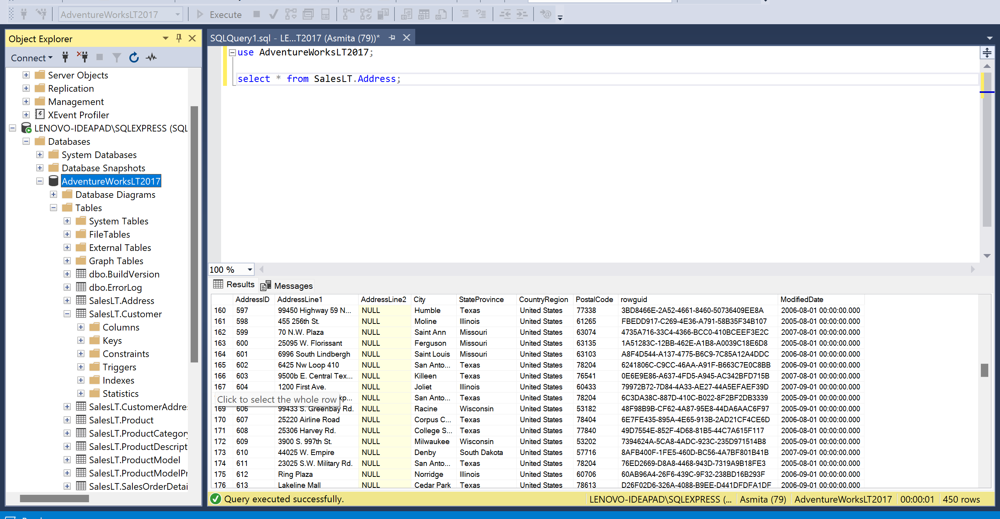 AdventureWorksLT2017 Execute
Object Explorer
Connect
Server Objects
Replication
Management
XEvent Profiler
LENOVO-IDEAPAD\SQLEXPRESS (SQL
Databases
System Databases
Database Snapshots
AdventureWorksLT2017
Database Diagrams
Tables
System Tables
FileTables
External Tables
Graph Tables
dbo.BuildVersion
dbo.ErrorLog
SalesLT.Address
SalesLT.Customer
Columns
Keys
Constraints
Triggers
Indexes
Statistics
SalesLT.CustomerAddre
SalesLT.Product
SalesLT.ProductCategory
SalesLT.ProductDescript
SalesLT.ProductModel
SalesLT.ProductModelPr
SalesLT.SalesOrderDetai
SQLQuery1.sql - LE...T2017 (Asmita (79))*
use AdventureWorksLT2017;
select * from SalesLT.Address;
100 %
Results Messages
AddressID AddressLine1 AddressLine2 City StateProvince CountryRegion PostalCode rowguid ModifiedDate
160 597 99450 Highway 59 N... NULL Humble Texas United States 77338 3BD8466E-2A52-4661-8460-50736409EE8A 2006-08-01 00:00:00.000
161 598 455 256th St. NULL Moline Illinois United States 61265 FBEDD917-C269-4E36-A791-58B35F34B107 2005-08-01 00:00:00.000
162 599 70 N.W. Plaza NULL Saint Ann Missouri United States 63074 4735A716-33C4-4366-BCC0-410BCEEF3E2C 2007-08-01 00:00:00.000
163 600 25095 W. Florissant NULL Ferguson Missouri United States 63135 1A51283C-12BB-462E-A1B8-A0039C18E6D8 2005-08-01 00:00:00.000
164 601 6996 South Lindbergh NULL Saint Louis Missouri United States 63103 A8F4D544-A137-4775-B6C9-7C85A12A4DDC 2006-08-01 00:00:00.000
165 602 6425 Nw Loop 410 NULL San Anto... Texas United States 78204 6241806C-C9CC-46AA-A91F-B663C7E0C8BB 2006-09-01 00:00:00.000
166 603 9500b E. Central Tex... NULL Killeen Texas United States 76541 0E6E9E86-A637-4FD5-A945-AC342BFD715B 2007-08-01 00:00:00.000
167 604 1200 First Ave. NULL Joliet Illinois United States 60433 79972B72-7D84-4A33-AE27-44A5EFAEF39D 2007-09-01 00:00:00.000
Click to select the whole row xp... NULL San Anto... Texas United States 78204 6C3DA38C-887D-410C-B022-8F2BF2DB3339 2006-08-01 00:00:00.000
169 606 99433 S. Greenbay Rd. NULL Racine Wisconsin United States 53182 48F98B9B-CF62-4A87-95E8-44DA6AAC6F97 2005-09-01 00:00:00.000
170 607 25220 Airline Road NULL Corpus C... Texas United States 78404 6E7FE435-895A-4E65-913B-2AD21CF4CE6D 2006-08-01 00:00:00.000
171 608 25306 Harvey Rd. NULL College S... Texas United States 77840 49D7554E-852F-4D68-81B5-44C7A615F117 2006-08-01 00:00:00.000
172 609 3900 S. 997th St. NULL Milwaukee Wisconsin United States 53202 7394624A-5CA8-4ADC-923C-235D971514B8 2005-09-01 00:00:00.000
173 610 44025 W. Empire NULL Denby South Dakota United States 57716 8AFB400F-1FE5-460D-BC56-4A7BF801B41B 2007-09-01 00:00:00.000
174 611 23025 S.W. Military Rd. NULL San Anto... Texas United States 78204 76ED2669-D8A8-4468-943D-7319A9B18FE3 2005-08-01 00:00:00.000
175 612 Ring Plaza NULL Norridge Illinois United States 60706 60AB96A4-26F6-439C-9F32-238BD16B293F 2006-09-01 00:00:00.000
176 613 Lakeline Mall NULL Cedar Park Texas United States 78613 D26F02D6-326A-4088-B9EE-D441DFDFA1DF 2006-09-01 00:00:00.000
Query executed successfully. LENOVO-IDEAPAD\SQLEXPRESS (... Asmita (79) AdventureWorksLT2017 00:00:01 450 rows